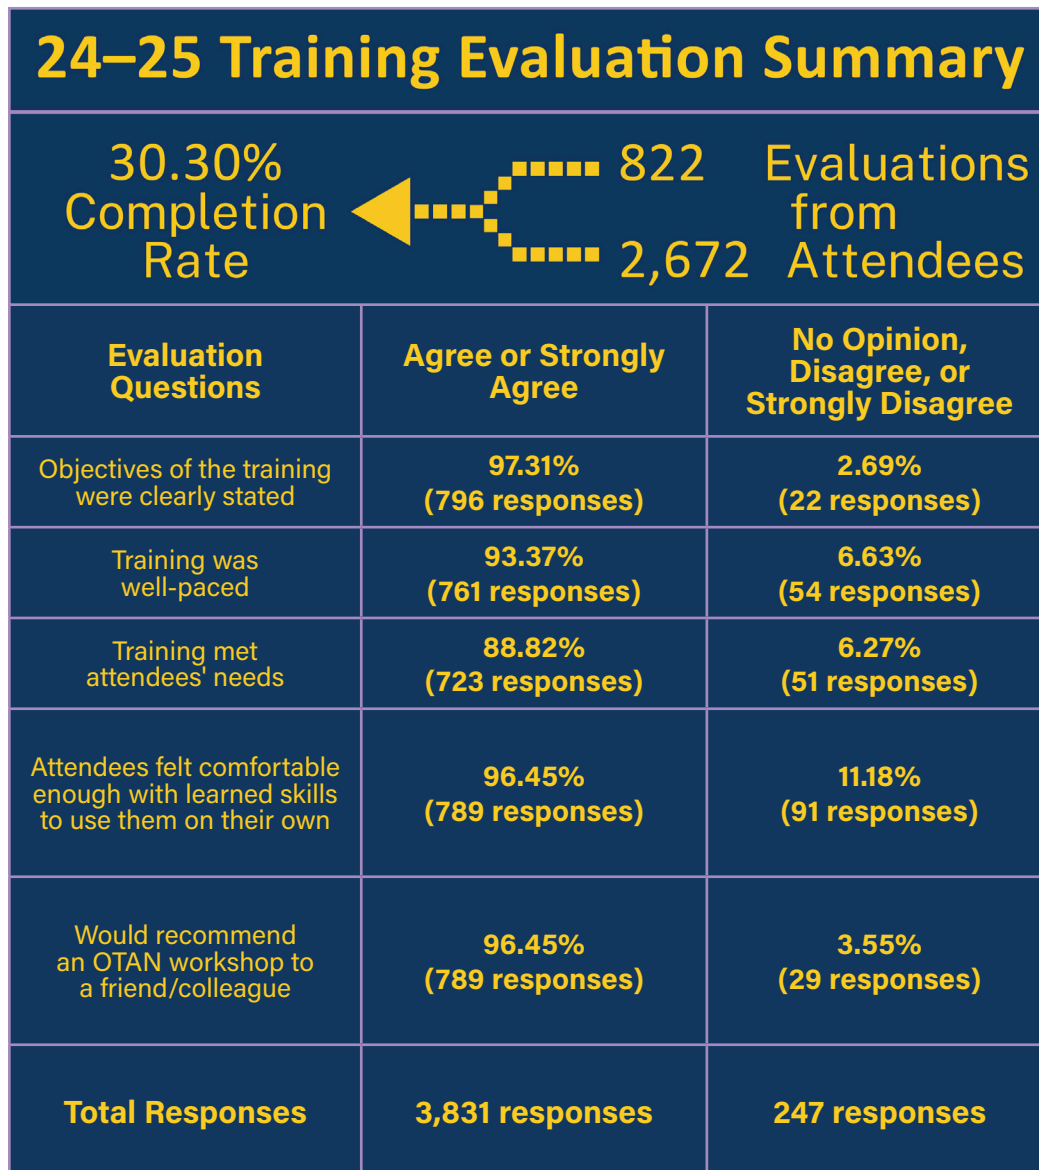 24–25 Training Evaluation Summary
30.30%
Completion
Rate
822 Evaluations
from
2,672 Attendees
Evaluation
Questions
Agree or Strongly
Agree
No Opinion,
Disagree, or
Strongly Disagree
Objectives of the training
were clearly stated
97.31%
(796 responses)
2.69%
(22 responses)
Training was
well-paced
93.37%
(761 responses)
6.63%
(54 responses)
Training met
attendees' needs
88.82%
(723 responses)
6.27%
(51 responses)
Attendees felt comfortable
enough with learned skills
to use them on their own
96.45%
(789 responses)
11.18%
(91 responses)
Would recommend
an OTAN workshop to
a friend/colleague
96.45%
(789 responses)
3.55%
(29 responses)
Total Responses
3,831 responses
247 responses